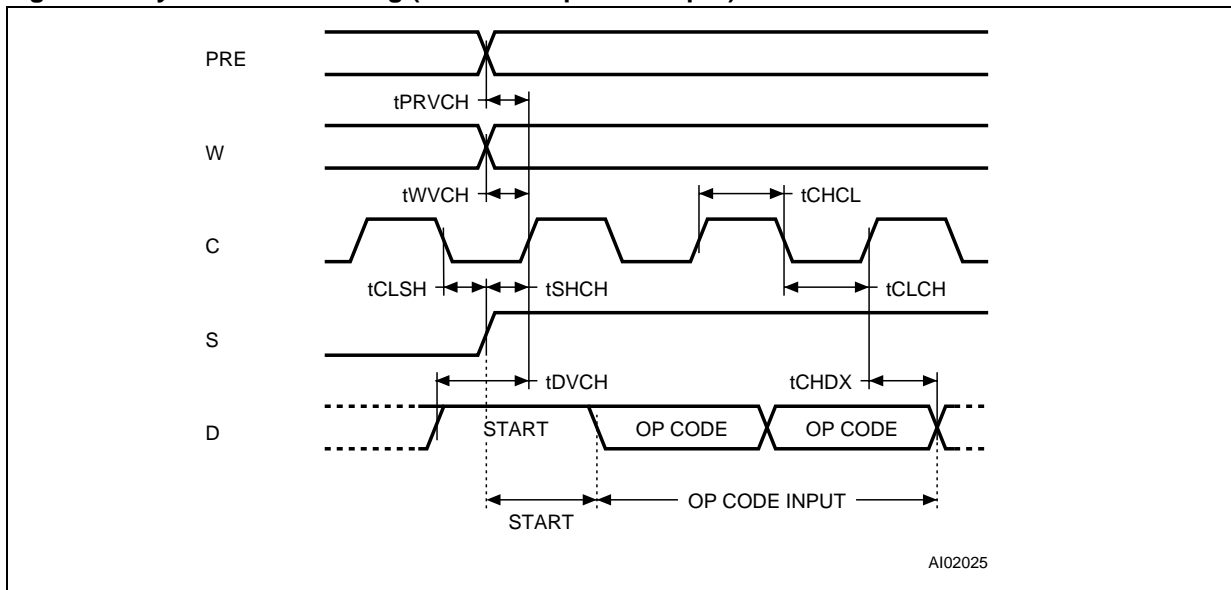 PRE
tPRVCH
W
tWVCH
tCHCL
C
tCLSH
tSHCH
tCLCH
S
tDVCH
tCHDX
D
START
OP CODE
OP CODE
OP CODE INPUT
START
AI02025